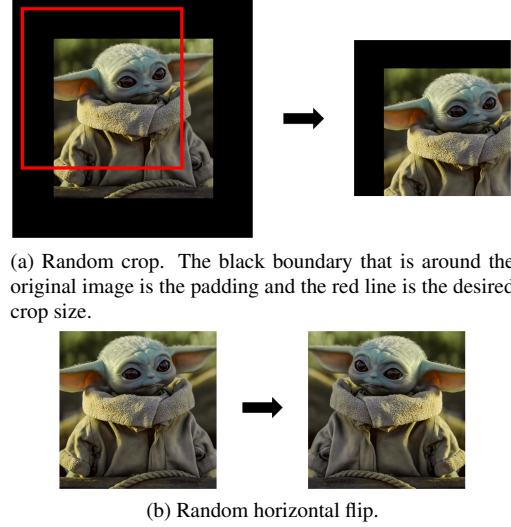 (a) Random crop. The black boundary that is around the
original image is the padding and the red line is the desired
crop size.
(b) Random horizontal flip.